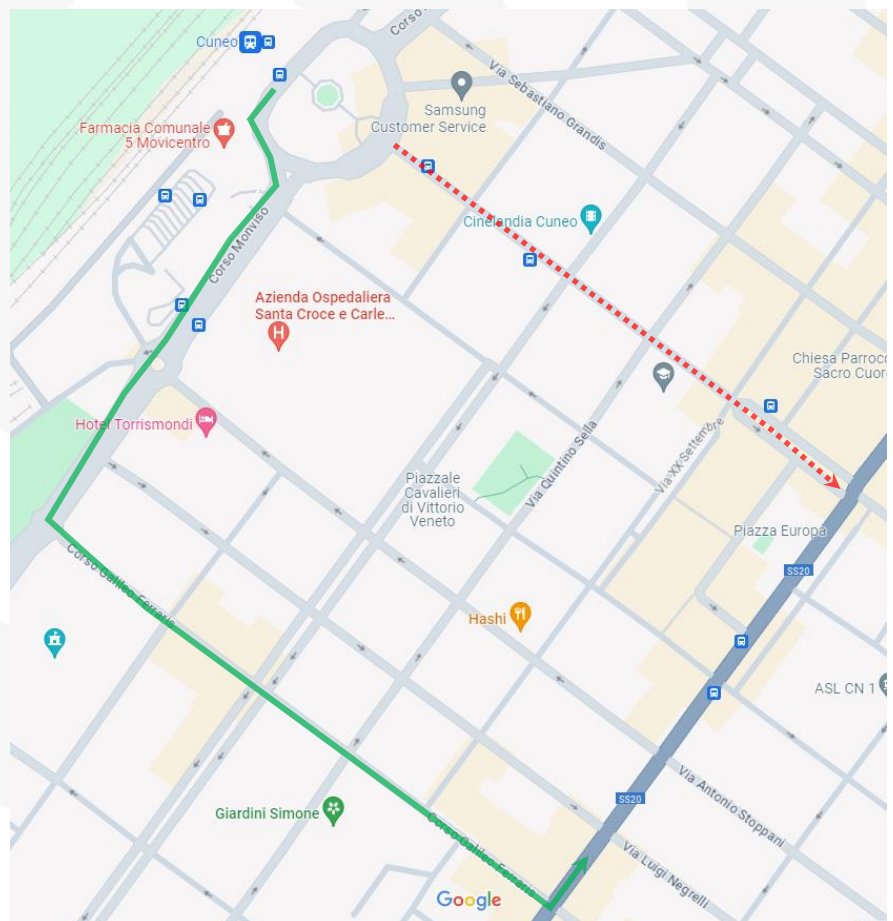 Corso
Cuneo
Via Sebastiano Grandis
Samsung
Customer Service
Farmacia Comunale
5 Movicentro
Cinelandia Cuneo
Corso Monviso
Azienda Ospedaliera
Santa Croce e Carle...
H
Chiesa Parroc
Sacro Cuor
Hotel Torrismondi
Via XX Settembre
Via Quintino Sella
Piazzale
Cavalieri
di Vittorio
Veneto
Piazza Europa
Corso Galileo Ferraris
SS20
Hashi
ASL CN 1
SS20
Via Antonio Stoppani
Giardini Simone
Corso Galileo Ferraris
Via Luigi Negrelli
Google